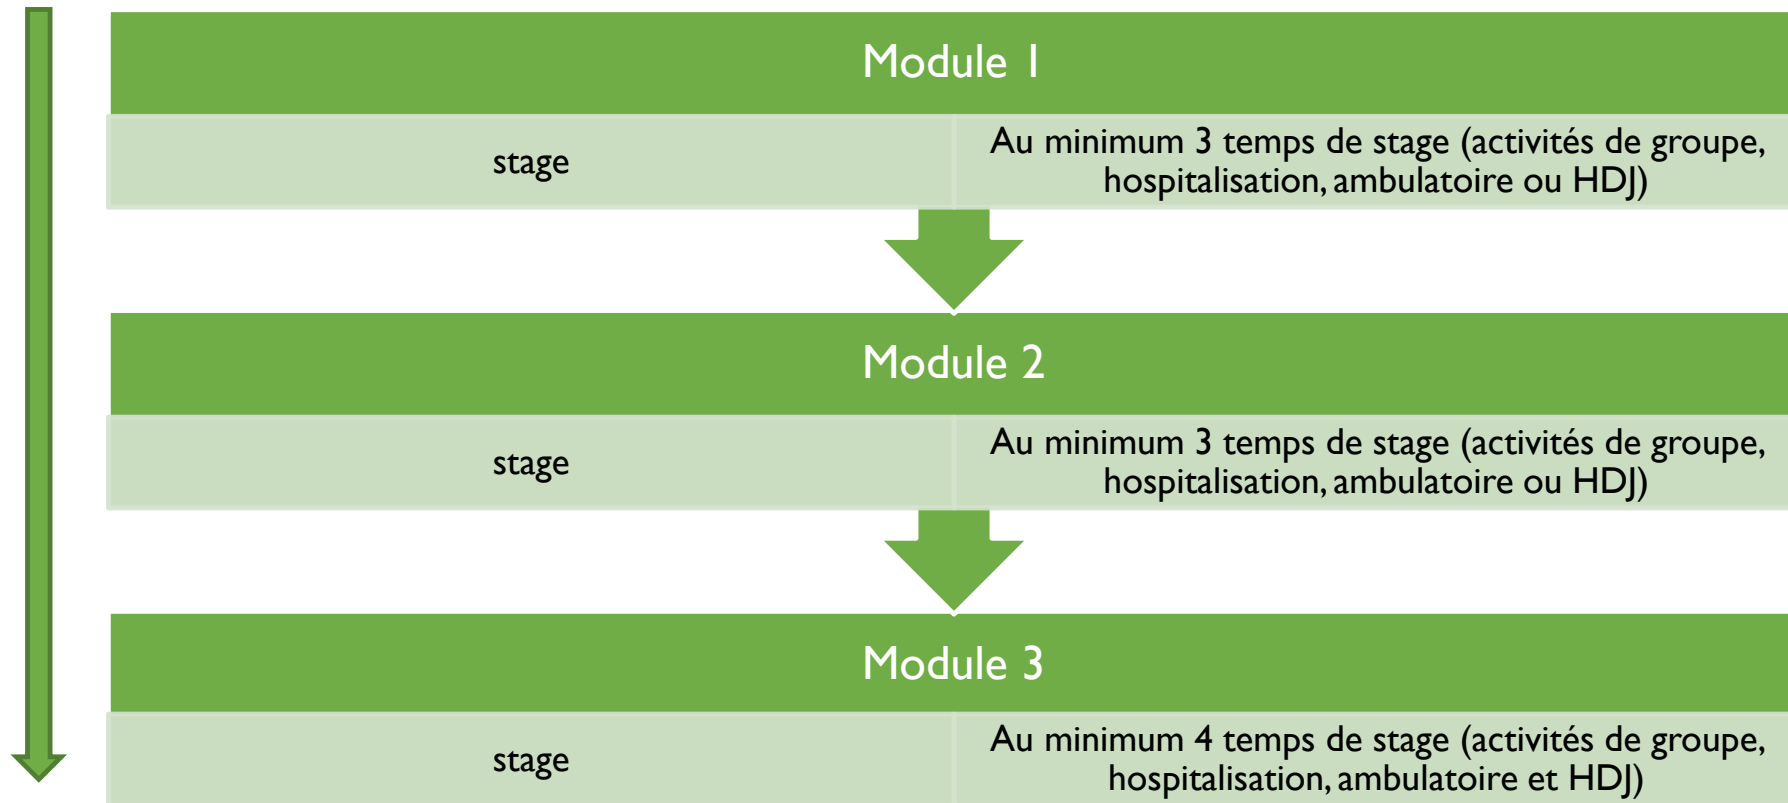 Module 1
stage
Au minimum 3 temps de stage (activités de groupe,
hospitalisation, ambulatoire ou HDJ)
Module 2
stage
Au minimum 3 temps de stage (activités de groupe,
hospitalisation, ambulatoire ou HDJ)
Module 3
stage
Au minimum 4 temps de stage (activités de groupe,
hospitalisation, ambulatoire et HDJ)